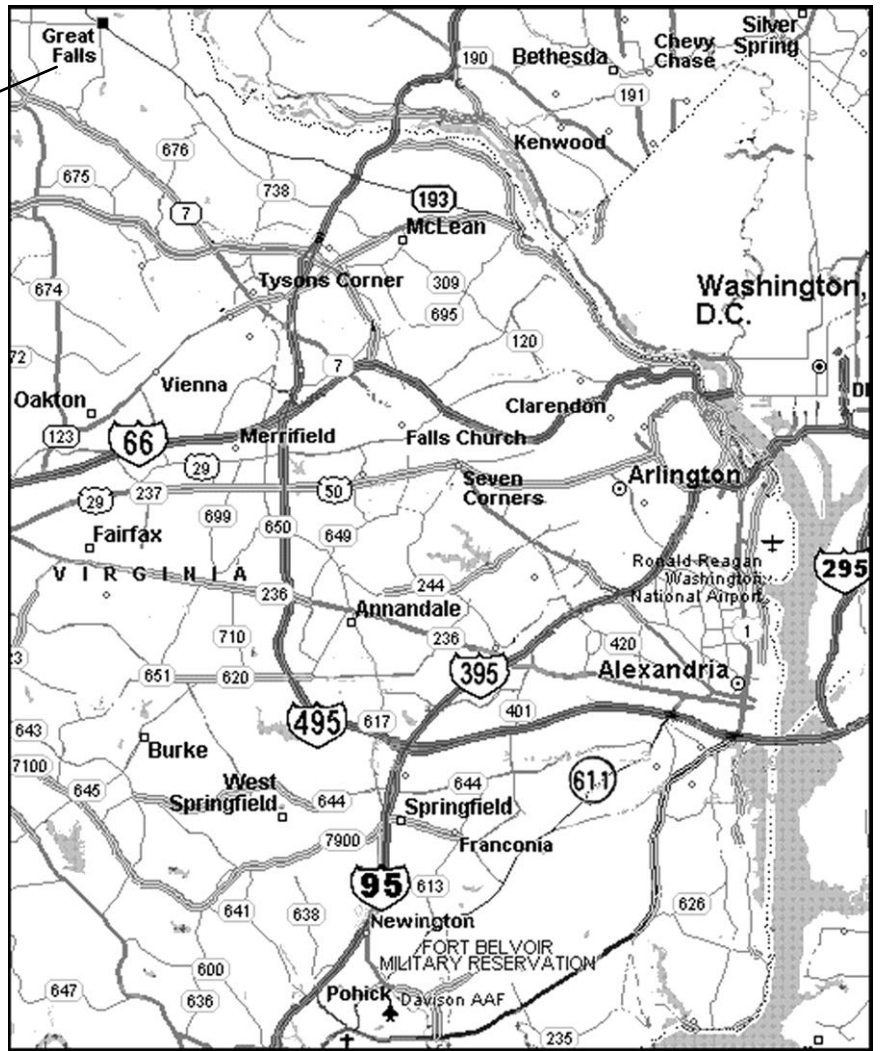 Great
Falls
Silver
Spring
Chevy
Chase
Bethesda
190
191
Kenwood
676
675
738
193
7
McLean
Tysons Corner
309
674
695
Washington,
D.C.
120
72
7
Vienna
Oakton
Clarendon
123
66
Merrifield
Falls Church
29
Seven
Corners
Arlington
50
29
237
699
650
649
Fairfax
Ronald Reagan
Washington
National Airport
295
VIRGINIA
244
236
Annandale
710
236
420
1
23
651
620
395
Alexandria
495
617
401
643
Burke
7100
645
West
Springfield
644
644
611
Springfield
7900
Franconia
95
613
641
638
626
Newington
FORT BELVOIR
MILITARY RESERVATION
600
647
636
Pohick
Davison AAF
235